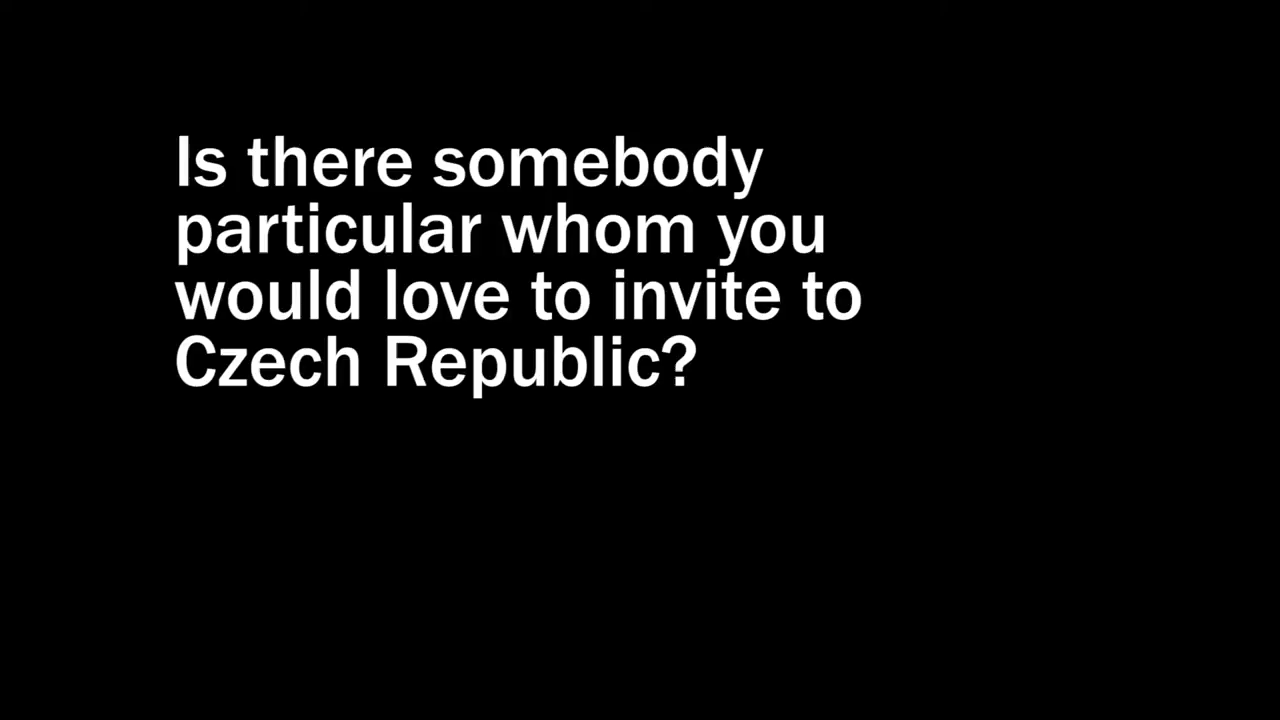 Is there somebody
particular whom you
would love to invite to
Czech Republic?